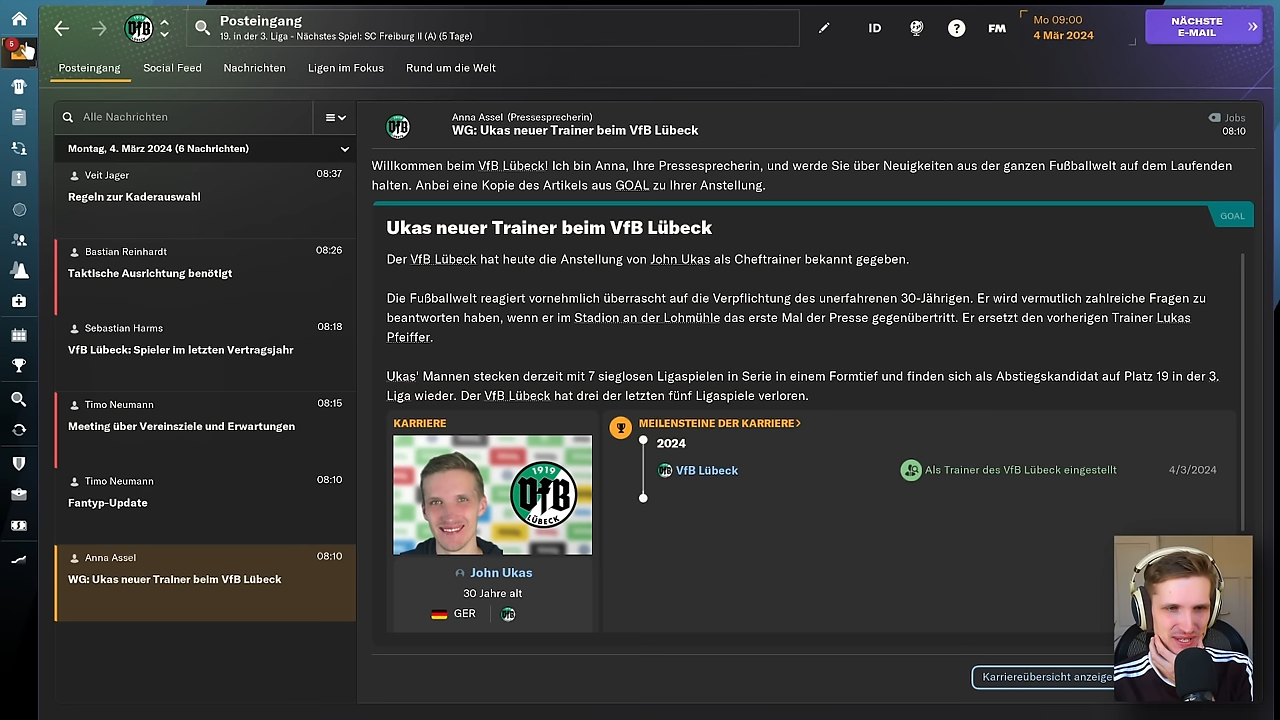 Posteingang
19. in der 3. Liga - Nächstes Spiel: SC Freiburg II (A) (5 Tage)
ID
FM
Mo 09:00
4 Mär 2024
NÄCHSTE
E-MAIL
5
Posteingang
Social Feed
Nachrichten
Ligen im Fokus
Rund um die Welt
Alle Nachrichten
Montag, 4. März 2024 (6 Nachrichten)
Veit Jager
08:37
Regeln zur Kaderauswahl
Bastian Reinhardt
08:26
Taktische Ausrichtung benötigt
Sebastian Harms
08:18
VfB Lübeck: Spieler im letzten Vertragsjahr
Timo Neumann
08:15
Meeting über Vereinsziele und Erwartungen
Timo Neumann
08:10
Fantyp-Update
Anna Assel
08:10
WG: Ukas neuer Trainer beim VfB Lübeck
Anna Assel (Pressesprecherin)
WG: Ukas neuer Trainer beim VfB Lübeck
Jobs
08:10
Willkommen beim VfB Lübeck! Ich bin Anna, Ihre Pressesprecherin, und werde Sie über Neuigkeiten aus der ganzen Fußballwelt auf dem Laufenden
halten. Anbei eine Kopie des Artikels aus GOAL zu Ihrer Anstellung.
GOAL
Ukas neuer Trainer beim VfB Lübeck
Der VfB Lübeck hat heute die Anstellung von John Ukas als Cheftrainer bekannt gegeben.
Die Fußballwelt reagiert vornehmlich überrascht auf die Verpflichtung des unerfahrenen 30-Jährigen. Er wird vermutlich zahlreiche Fragen zu
beantworten haben, wenn er im Stadion an der Lohmühle das erste Mal der Presse gegenübertritt. Er ersetzt den vorherigen Trainer Lukas
Pfeiffer.
Ukas' Mannen stecken derzeit mit 7 sieglosen Ligaspielen in Serie in einem Formtief und finden sich als Abstiegskandidat auf Platz 19 in der 3.
Liga wieder. Der VfB Lübeck hat drei der letzten fünf Ligaspiele verloren.
KARRIERE
1919
VfB
LÜBECK
John Ukas
30 Jahre alt
GER
MEILENSTEINE DER KARRIERE
2024
VfB Lübeck
Als Trainer des VfB Lübeck eingestellt
4/3/2024
Karriereübersicht anzeige